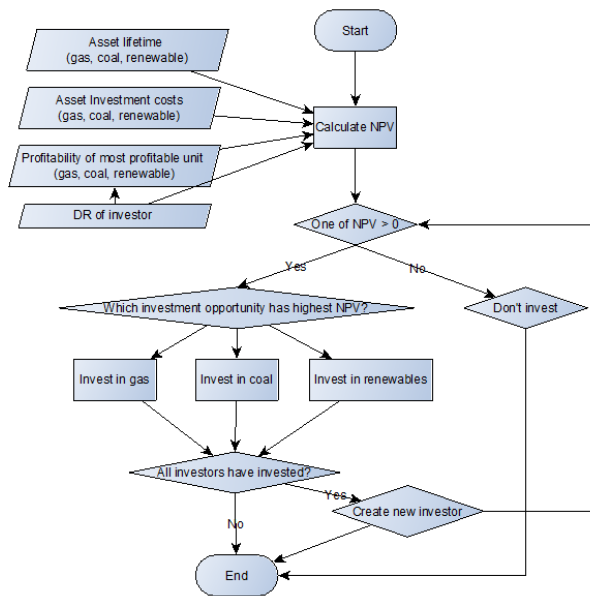 Start
Asset lifetime
(gas, coal, renewable)
Asset Investment costs
(gas, coal, renewable)
Calculate NPV
Profitability of most profitable unit
(gas, coal, renewable)
DR of investor
One of NPV > 0
Yes
No
Which investment opportunity has highest NPV?
Don't invest
Invest in gas
Invest in coal
Invest in renewables
All investors have invested?
Yes
Create new investor
No
End